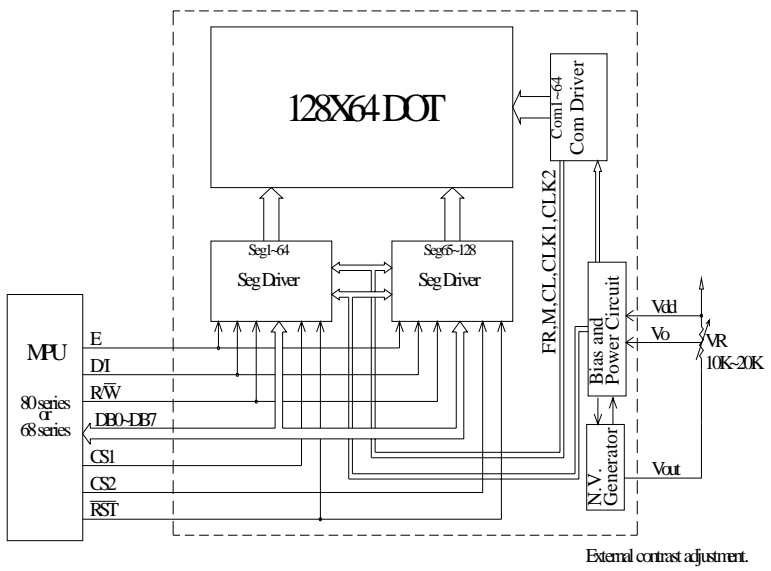 128X64 DOT
Com1~64
Com Driver
Seg1~64
Seg Driver
Seg65~128
Seg Driver
FR,M,CL,CLK1,CLK2
Bias and
Power Circuit
N.V.
Generator
MPU
80 series
or
68 series
E
D/I
R/W̅
DB0~DB7
CS1
CS2
R̅S̅T̅
Vdd
Vo
VR
10K~20K
Vout
External contrast adjustment.